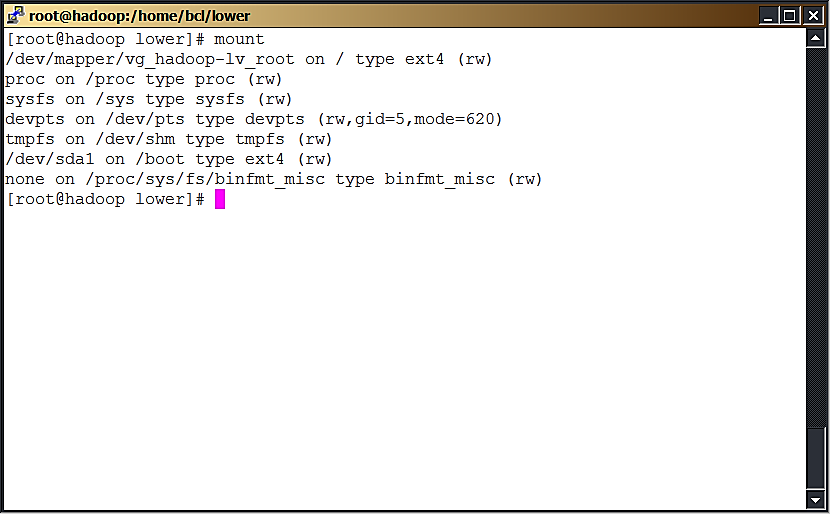 root@hadoop:/home/bcl/lower
[root@hadoop lower]# mount
/dev/mapper/vg_hadoop-lv_root on / type ext4 (rw)
proc on /proc type proc (rw)
sysfs on /sys type sysfs (rw)
devpts on /dev/pts type devpts (rw,gid=5,mode=620)
tmpfs on /dev/shm type tmpfs (rw)
/dev/sda1 on /boot type ext4 (rw)
none on /proc/sys/fs/binfmt_misc type binfmt_misc (rw)
[root@hadoop lower]#